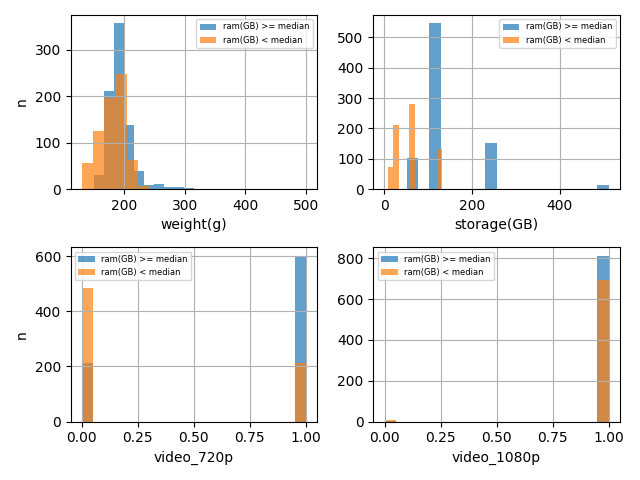 ram(GB) >= median
ram(GB) < median
300
200
100
0
n
200
300
400
500
weight(g)
ram(GB) >= median
ram(GB) < median
500
400
300
200
100
0
0
200
400
storage(GB)
ram(GB) >= median
ram(GB) < median
600
400
200
0
n
0.00
0.25
0.50
0.75
1.00
video_720p
ram(GB) >= median
ram(GB) < median
800
600
400
200
0
0.00
0.25
0.50
0.75
1.00
video_1080p